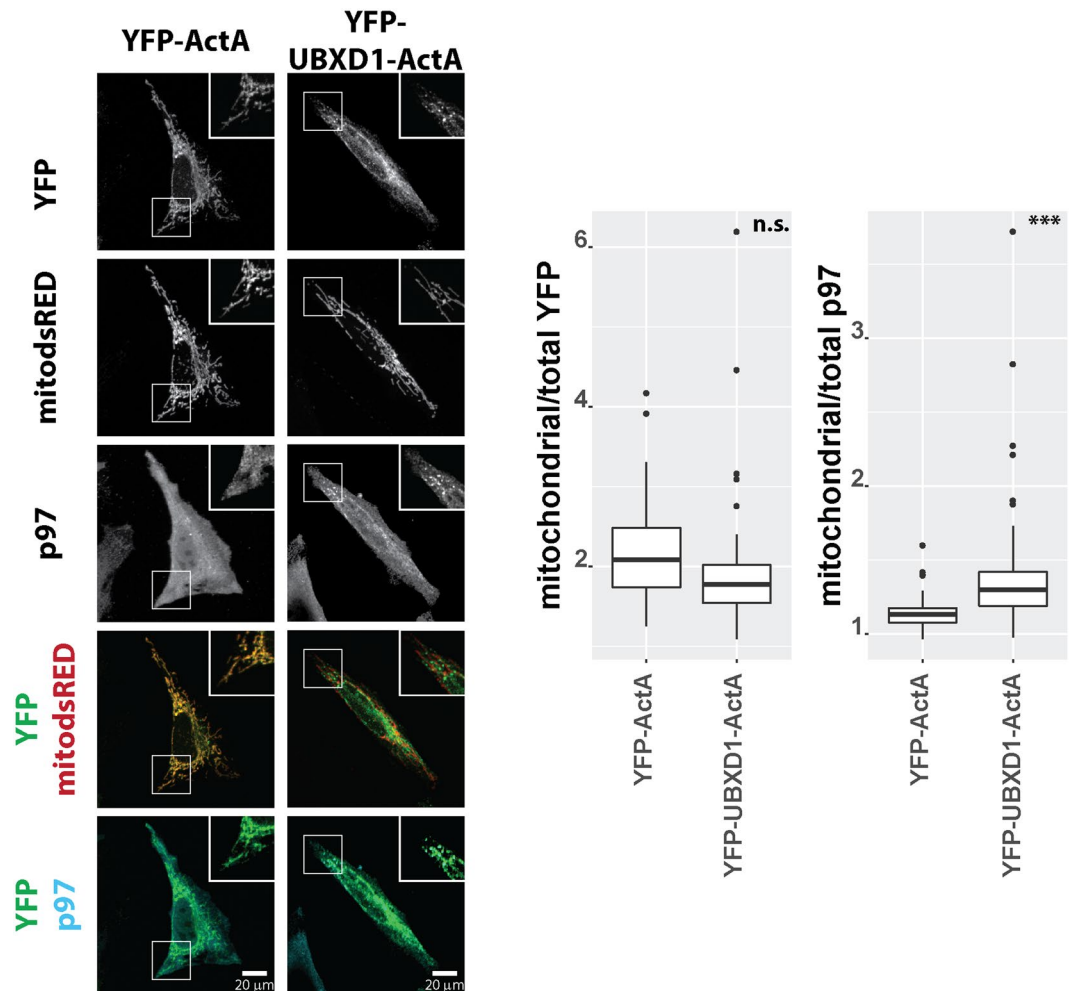 YFP-ActA
YFP-
UBXD1-ActA
YFP
mitodsRED
p97
YFP
mitodsRED
YFP
p97
20 µm
20 µm
mitochondrial/total YFP
n.s.
6
4
2
YFP-ActA
YFP-UBXD1-ActA
mitochondrial/total p97
***
3
2
1
YFP-ActA
YFP-UBXD1-ActA